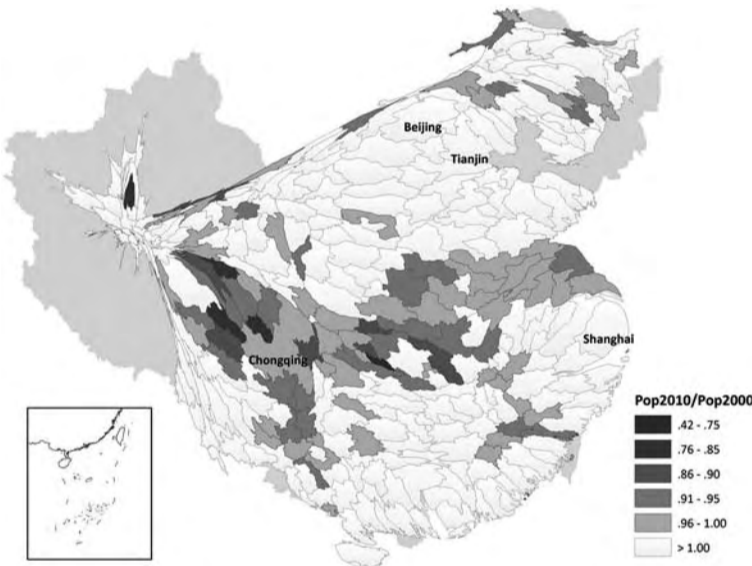 Beijing
Tianjin
Shanghai
Chongqing
Pop2010/Pop2000
.42 - .75
.76 - .85
.86 - .90
.91 - .95
.96 - 1.00
> 1.00